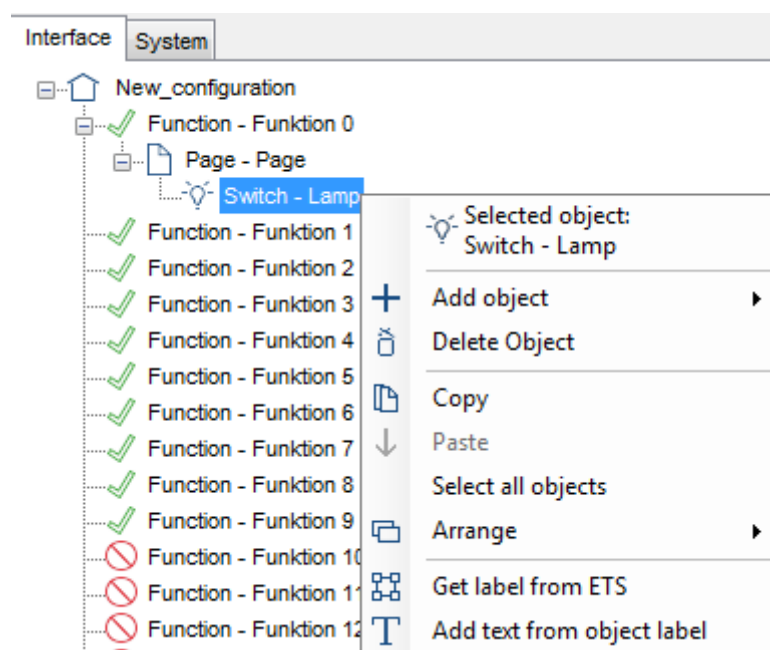 Interface
System
New_configuration
Function - Funktion 0
Page - Page
Switch - Lamp
Function - Funktion 1
Function - Funktion 2
Function - Funktion 3
Function - Funktion 4
Function - Funktion 5
Function - Funktion 6
Function - Funktion 7
Function - Funktion 8
Function - Funktion 9
Function - Funktion 10
Function - Funktion 11
Function - Funktion 12
Selected object:
Switch - Lamp
Add object
Delete Object
Copy
Paste
Select all objects
Arrange
Get label from ETS
Add text from object label